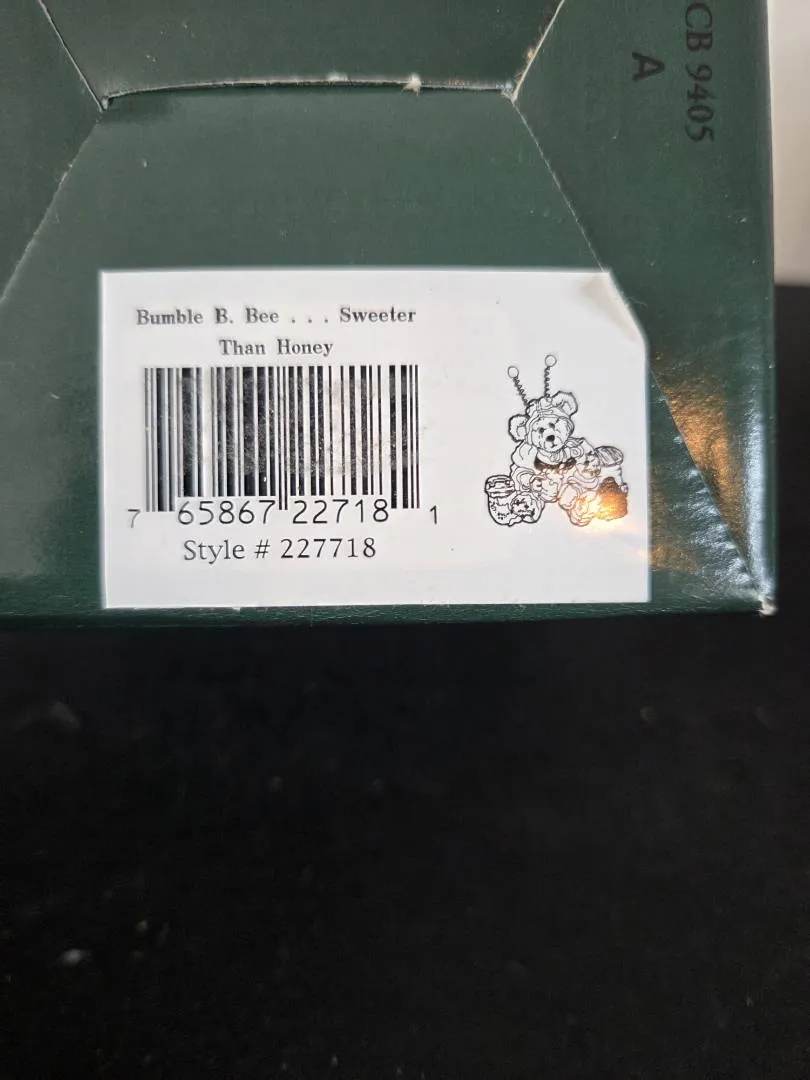 CB 9405
A
Bumble B. Bee . . . Sweeter
Than Honey
7 65867 22718 1
Style # 227718